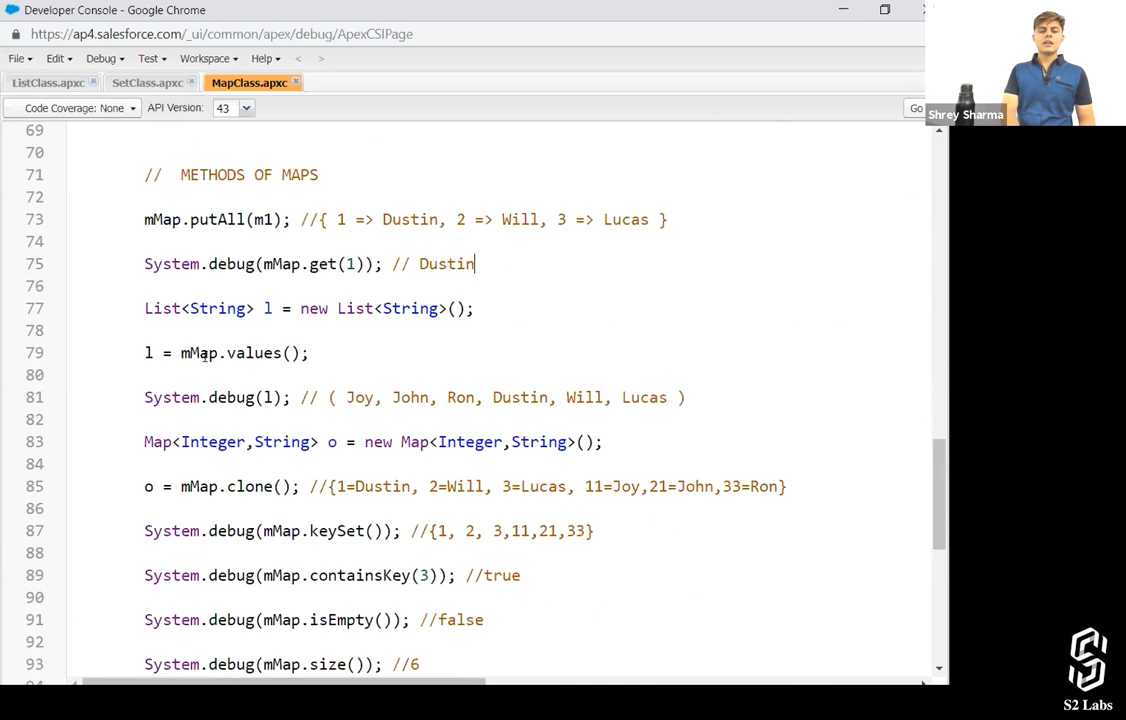 Developer Console - Google Chrome
https://ap4.salesforce.com/_ui/common/apex/debug/ApexCSIPage
File Edit Debug Test Workspace Help < >
ListClass.apxc SetClass.apxc MapClass.apxc
Code Coverage: None API Version: 43 Go
Shrey Sharma
69
70
71 // METHODS OF MAPS
72
73 mMap.putAll(m1); //{ 1 => Dustin, 2 => Will, 3 => Lucas }
74
75 System.debug(mMap.get(1)); // Dustin
76
77 List<String> l = new List<String>();
78
79 l = mMap.values();
80
81 System.debug(l); // ( Joy, John, Ron, Dustin, Will, Lucas )
82
83 Map<Integer,String> o = new Map<Integer,String>();
84
85 o = mMap.clone(); //{1=Dustin, 2=Will, 3=Lucas, 11=Joy,21=John,33=Ron}
86
87 System.debug(mMap.keySet()); //{1, 2, 3,11,21,33}
88
89 System.debug(mMap.containsKey(3)); //true
90
91 System.debug(mMap.isEmpty()); //false
92
93 System.debug(mMap.size()); //6
S2 Labs